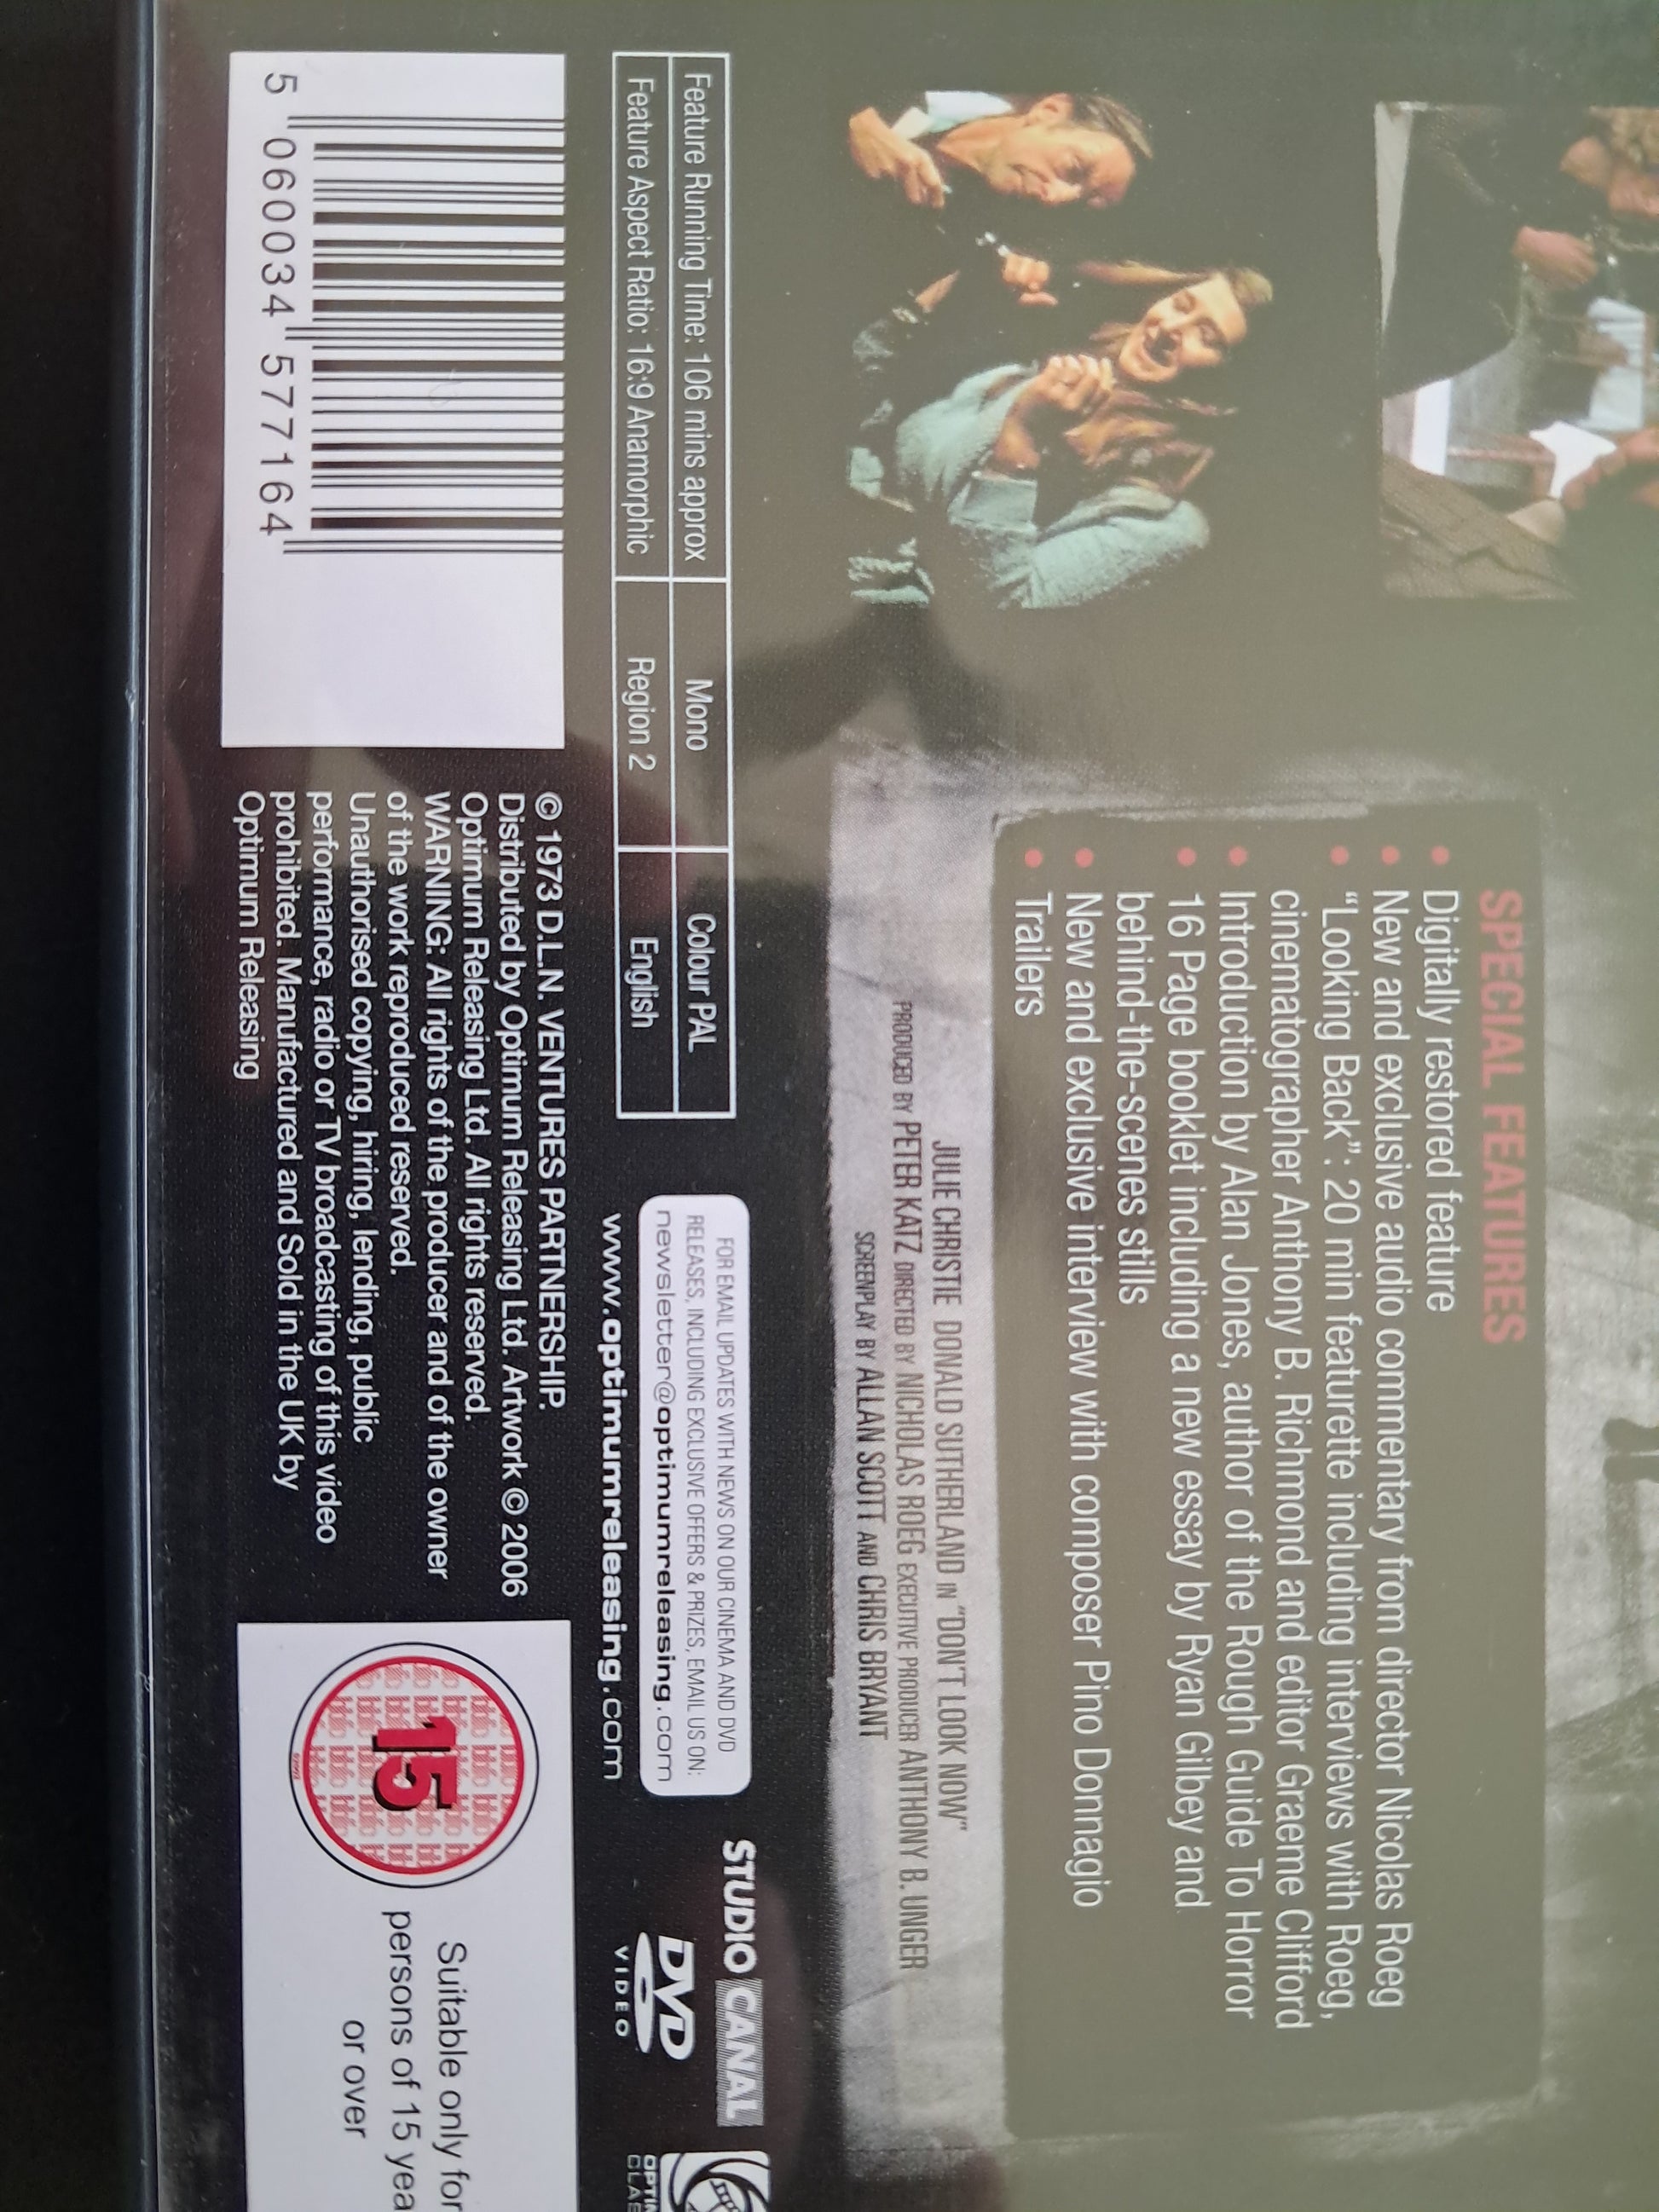 SPECIAL FEATURES
• Digitally restored feature
• New and exclusive audio commentary from director Nicolas Roeg
• “Looking Back”: 20 min featurette including interviews with Roeg,
cinematographer Anthony B. Richmond and editor Graeme Clifford
• Introduction by Alan Jones, author of the Rough Guide To Horror
• 16 Page booklet including a new essay by Ryan Gilbey and
behind-the-scenes stills
• New and exclusive interview with composer Pino Donnagio
• Trailers
JULIE CHRISTIE DONALD SUTHERLAND IN "DON'T LOOK NOW"
PRODUCED BY PETER KATZ DIRECTED BY NICHOLAS ROEG EXECUTIVE PRODUCER ANTHONY B. UNGER
SCREENPLAY BY ALLAN SCOTT AND CHRIS BRYANT
Feature Running Time: 106 mins approx Mono Colour PAL
Feature Aspect Ratio: 16:9 Anamorphic Region 2 English
FOR EMAIL UPDATES WITH NEWS ON OUR CINEMA AND DVD
RELEASES, INCLUDING EXCLUSIVE OFFERS & PRIZES, EMAIL US ON:
newsletter@optimumreleasing.com
www.optimumreleasing.com
STUDIO CANAL
DVD
VIDEO
5 060034 577164
© 1973 D.L.N. VENTURES PARTNERSHIP.
Distributed by Optimum Releasing Ltd. Artwork © 2006
Optimum Releasing Ltd. All rights reserved.
WARNING: All rights of the producer and of the owner
of the work reproduced reserved.
Unauthorised copying, hiring, lending, public
performance, radio or TV broadcasting of this video
prohibited. Manufactured and Sold in the UK by
Optimum Releasing
15
Suitable only for
persons of 15 yea
or over